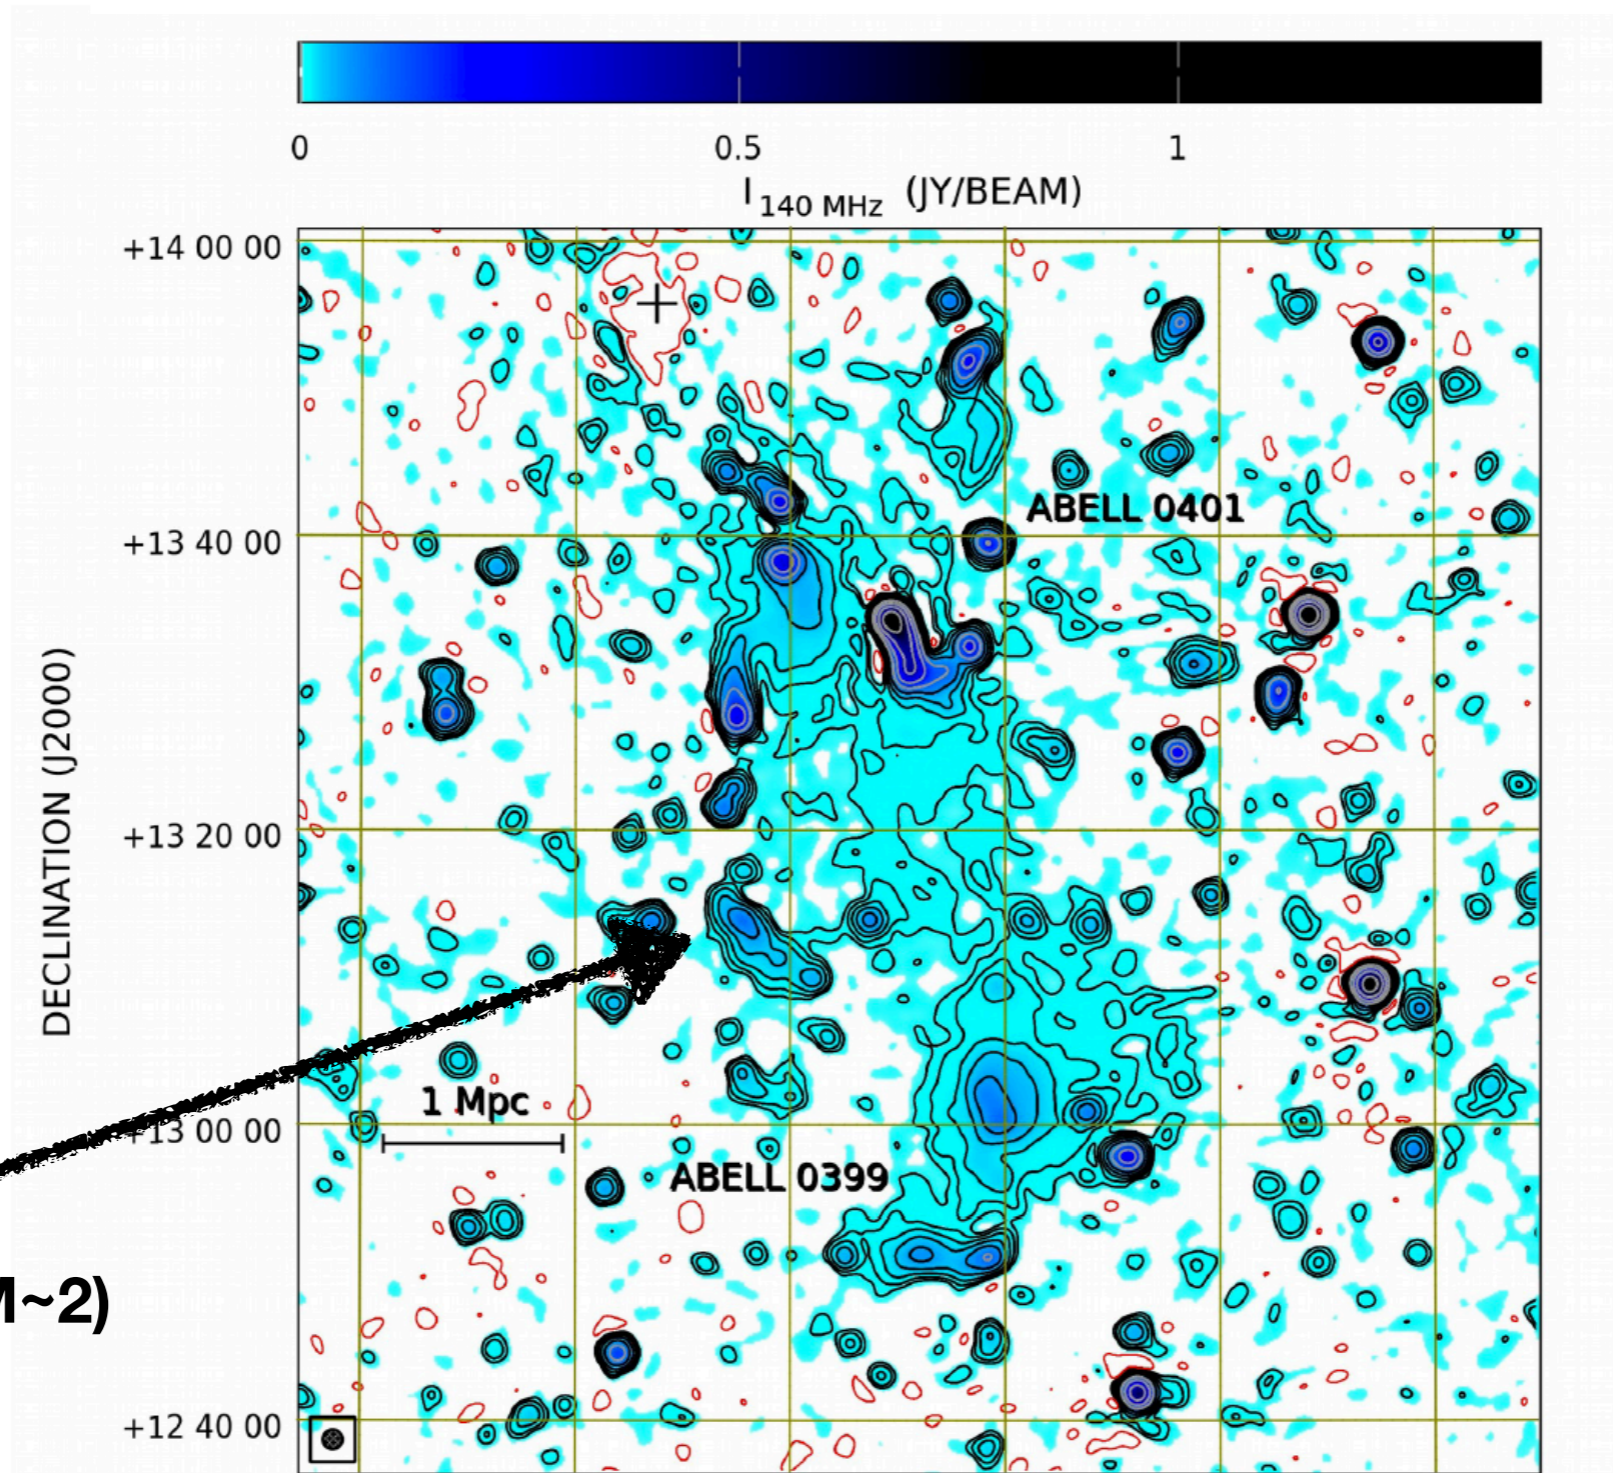 0 0.5 1
I 140 MHz (JY/BEAM)
+14 00 00
ABELL 0401
+13 40 00
DECLINATION (J2000)
+13 20 00
1 Mpc
+13 00 00
ABELL 0399
~2)
+12 40 00